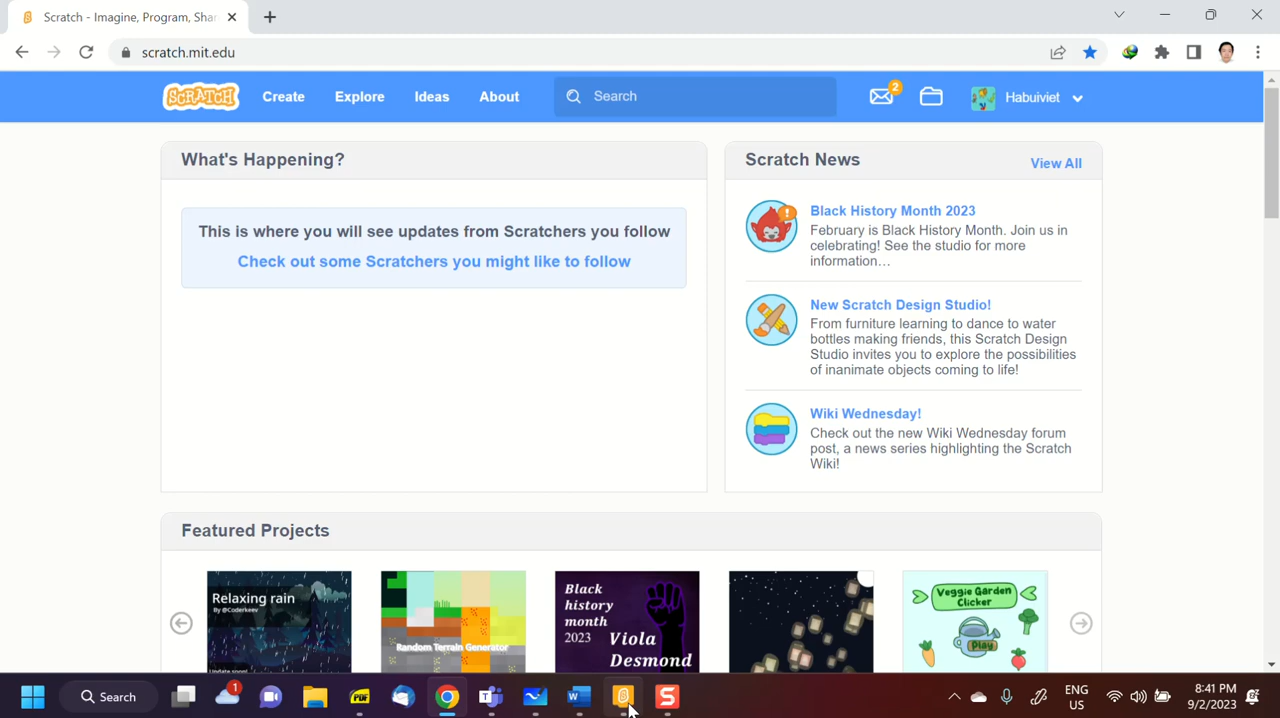 Scratch - Imagine, Program, Shar
scratch.mit.edu
SCRATCH
Create
Explore
Ideas
About
Search
2
Habuiviet
What's Happening?
This is where you will see updates from Scratchers you follow
Check out some Scratchers you might like to follow
Scratch News
View All
Black History Month 2023
February is Black History Month. Join us in
celebrating! See the studio for more
information…
New Scratch Design Studio!
From furniture learning to dance to water
bottles making friends, this Scratch Design
Studio invites you to explore the possibilities
of inanimate objects coming to life!
Wiki Wednesday!
Check out the new Wiki Wednesday forum
post, a news series highlighting the Scratch
Wiki!
Featured Projects
Relaxing rain
By @Coderkeev
Random Terrain Generator
Black
history
month
2023
Viola
Desmond
Veggie Garden
Clicker
Play
Search
1
PDF
ENG
US
8:41 PM
9/2/2023